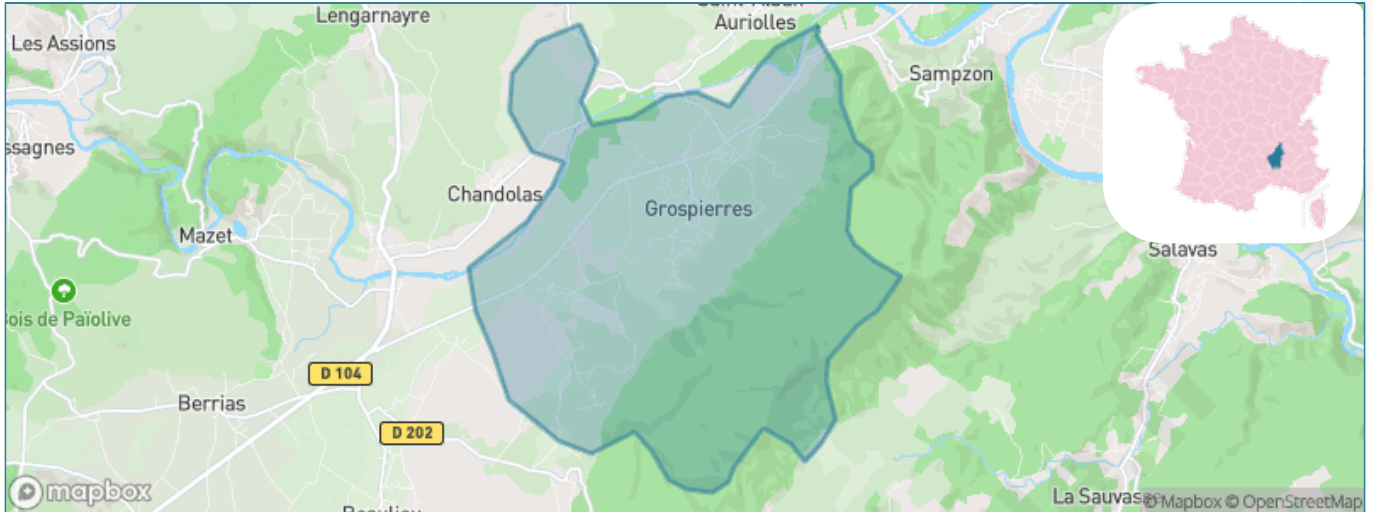 Lengarnayre
Auriolles
Les Assions
Sampzon
ssagnes
Chandolas
Grospierres
Mazet
Salavas
ois de Païolive
D 104
Berrias
D 202
mapbox
La Sauvas
© Mapbox © OpenStreetMap